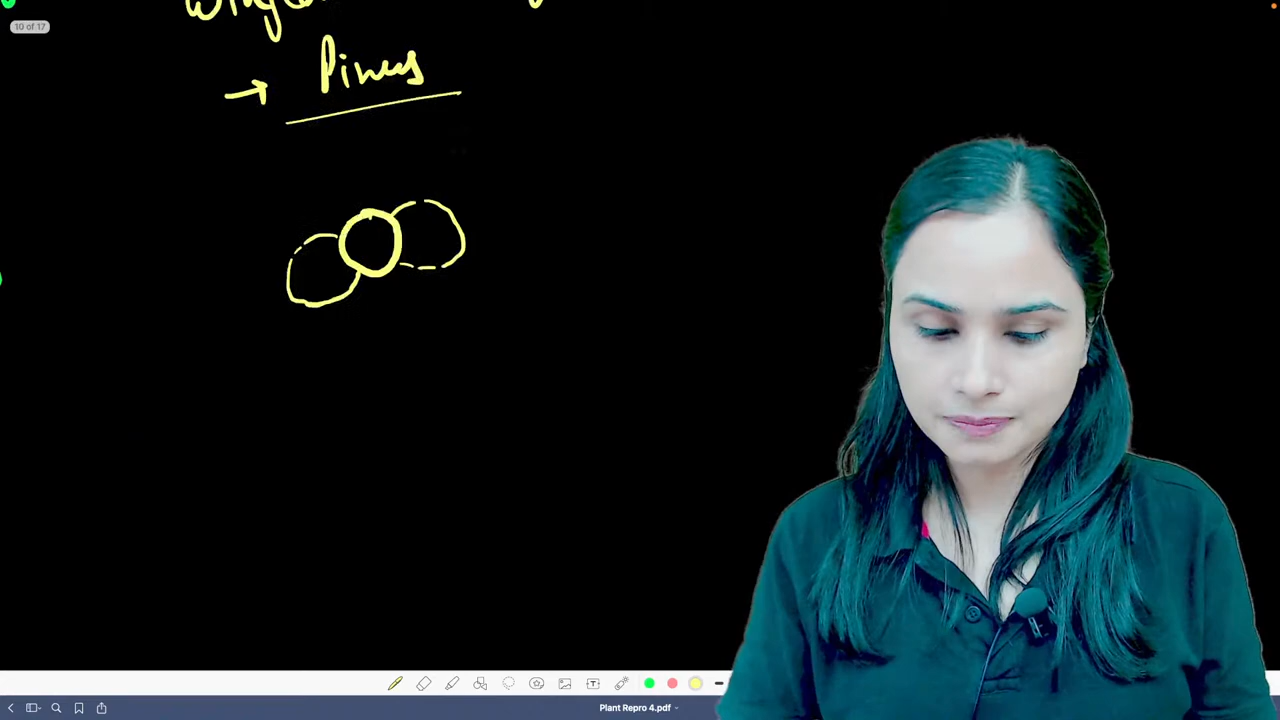 10 of 17
→ Pinus
Plant Repro 4.pdf